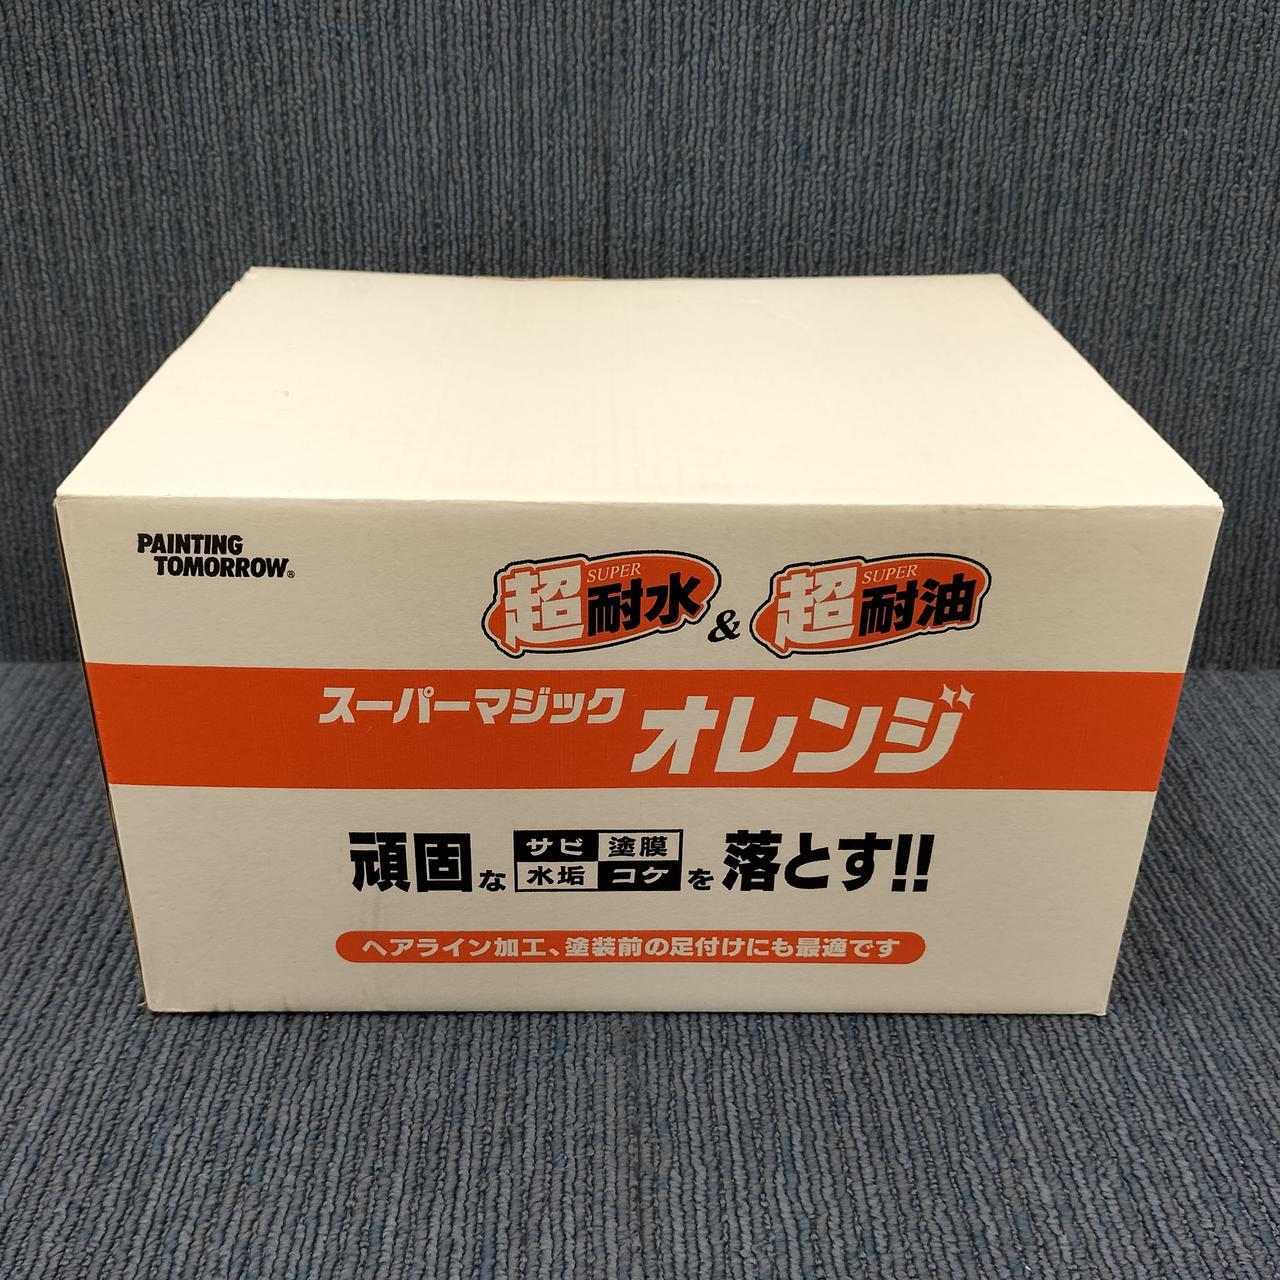 PAINTING
TOMORROW®
超SUPER耐水&超SUPER耐油
スーパーマジックオレンジ
頑固なサビ塗膜水垢コケを落とす!!
ヘアライン加工、塗装前の足付けにも最適です